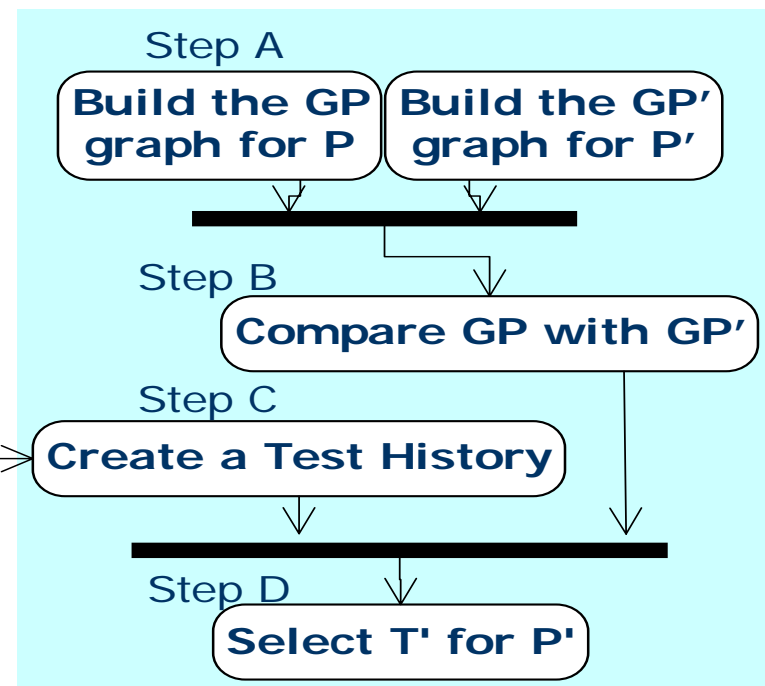 Step A
Build the GP
graph for P
Build the GP’
graph for P’
Step B
Compare GP with GP’
Step C
Create a Test History
Step D
Select T' for P'